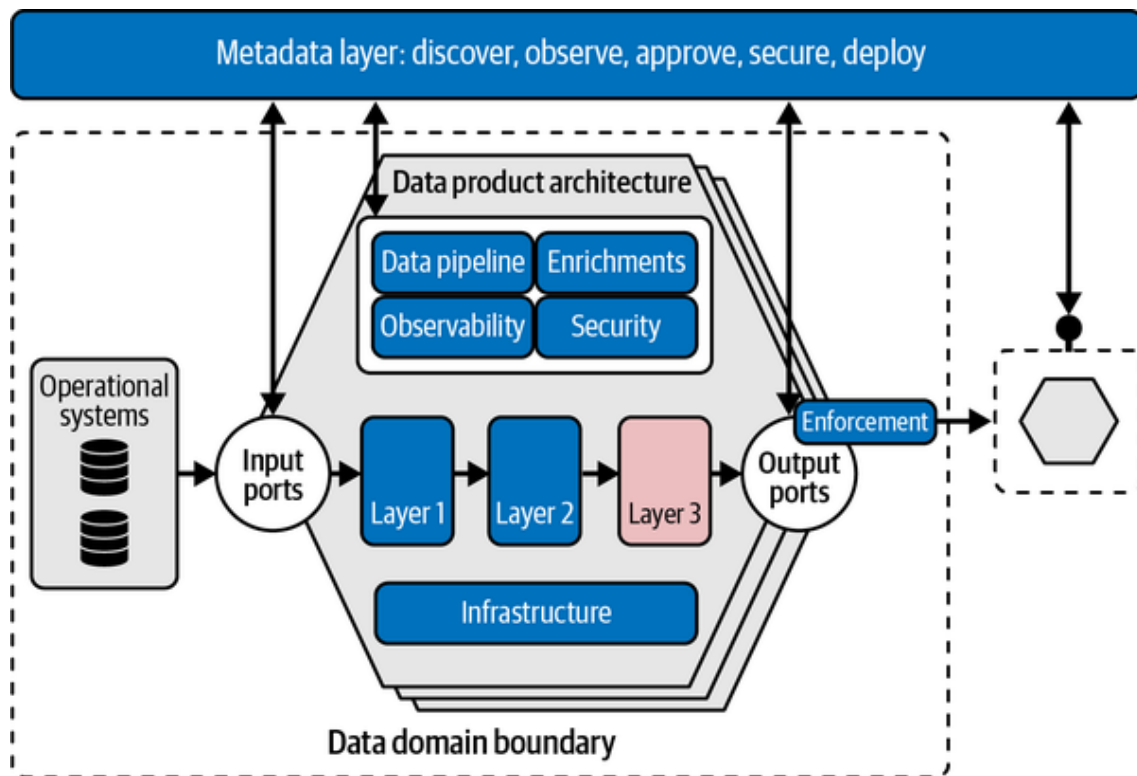 Metadata layer: discover, observe, approve, secure, deploy
Data product architecture
Data pipeline
Enrichments
Observability
Security
Operational
systems
Input
ports
Layer 1
Layer 2
Layer 3
Output
ports
Enforcement
Infrastructure
Data domain boundary